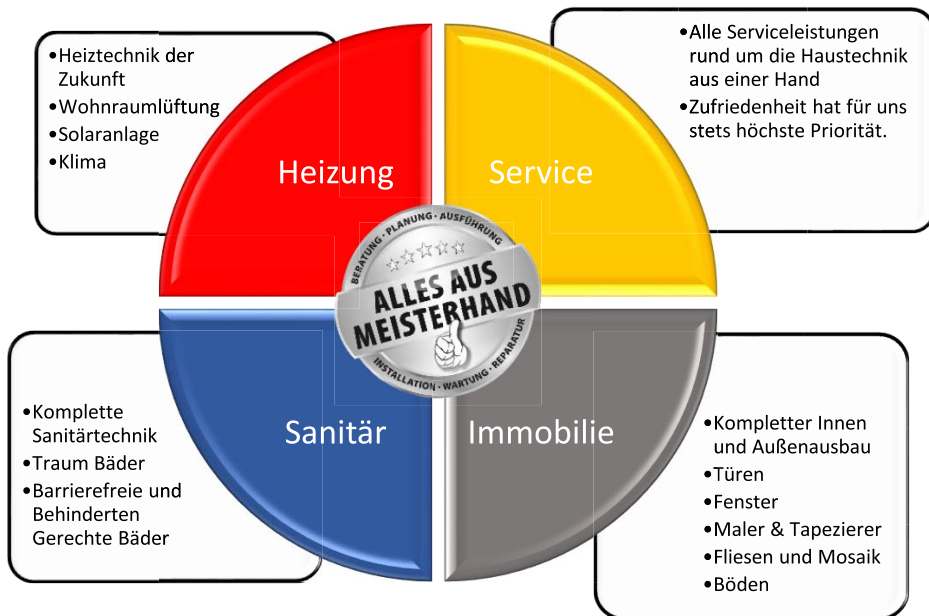 •Heiztechnik der
Zukunft
•Wohnraumlüftung
•Solaranlage
•Klima
•Alle Serviceleistungen
rund um die Haustechnik
aus einer Hand
•Zufriedenheit hat für uns
stets höchste Priorität.
Heizung
Service
BERATUNG · PLANUNG · AUSFÜHRUNG
ALLES AUS
MEISTERHAND
INSTALLATION · WARTUNG · REPARATUR
Sanitär
Immobilie
•Komplette
Sanitärtechnik
•Traum Bäder
•Barrierefreie und
Behinderten
Gerechte Bäder
•Kompletter Innen
und Außenausbau
•Türen
•Fenster
•Maler & Tapezierer
•Fliesen und Mosaik
•Böden